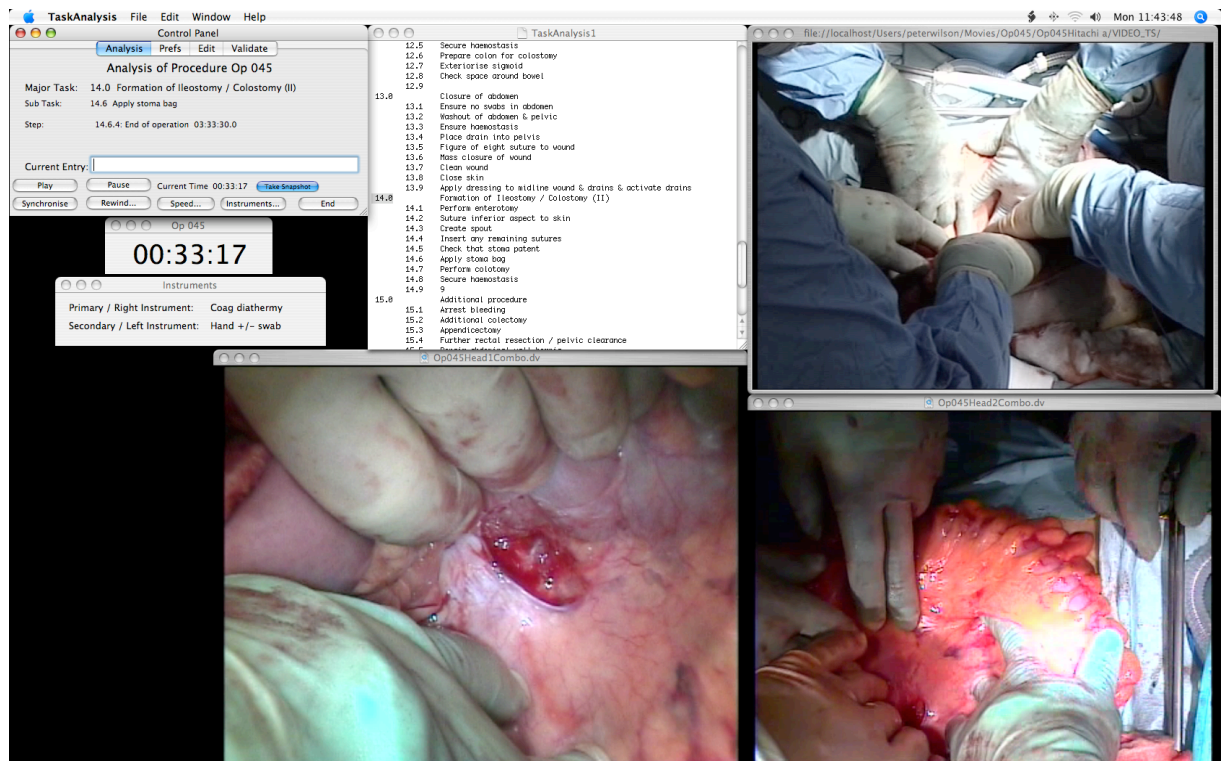 TaskAnalysis File Edit Window Help
Mon 11:43:48
Control Panel
Analysis Prefs Edit Validate
Analysis of Procedure Op 045
Major Task: 14.0 Formation of Ileostomy / Colostomy (II)
Sub Task: 14.6 Apply stoma bag
Step: 14.6.4: End of operation 03:33:30.0
Current Entry:
Play Pause Current Time 00:33:17 Take Snapshot
Synchronise Rewind... Speed... Instruments... End
Op 045
00:33:17
Instruments
Primary / Right Instrument: Coag diathermy
Secondary / Left Instrument: Hand +/- swab
TaskAnalysis1
12.5 Secure haemostasis
12.6 Prepare colon for colostomy
12.7 Exteriorise sigmoid
12.8 Check space around bowel
12.9
13.0 Closure of abdomen
13.1 Ensure no swabs in abdomen
13.2 Washout of abdomen & pelvic
13.3 Ensure haemostasis
13.4 Place drain into pelvis
13.5 Figure of eight suture to wound
13.6 Mass closure of wound
13.7 Clean wound
13.8 Close skin
13.9 Apply dressing to midline wound & drains & activate drains
14.0 Formation of Ileostomy / Colostomy (II)
14.1 Perform enterotomy
14.2 Suture inferior aspect to skin
14.3 Create spout
14.4 Insert any remaining sutures
14.5 Check that stoma patent
14.6 Apply stoma bag
14.7 Perform colotomy
14.8 Secure haemostasis
14.9 9
15.0 Additional procedure
15.1 Arrest bleeding
15.2 Additional colectomy
15.3 Appendicectomy
15.4 Further rectal resection / pelvic clearance
file://localhost/Users/peterwilson/Movies/Op045/Op045Hitachi a/VIDEO_TS/
Op045Head1Combo.dv
Op045Head2Combo.dv